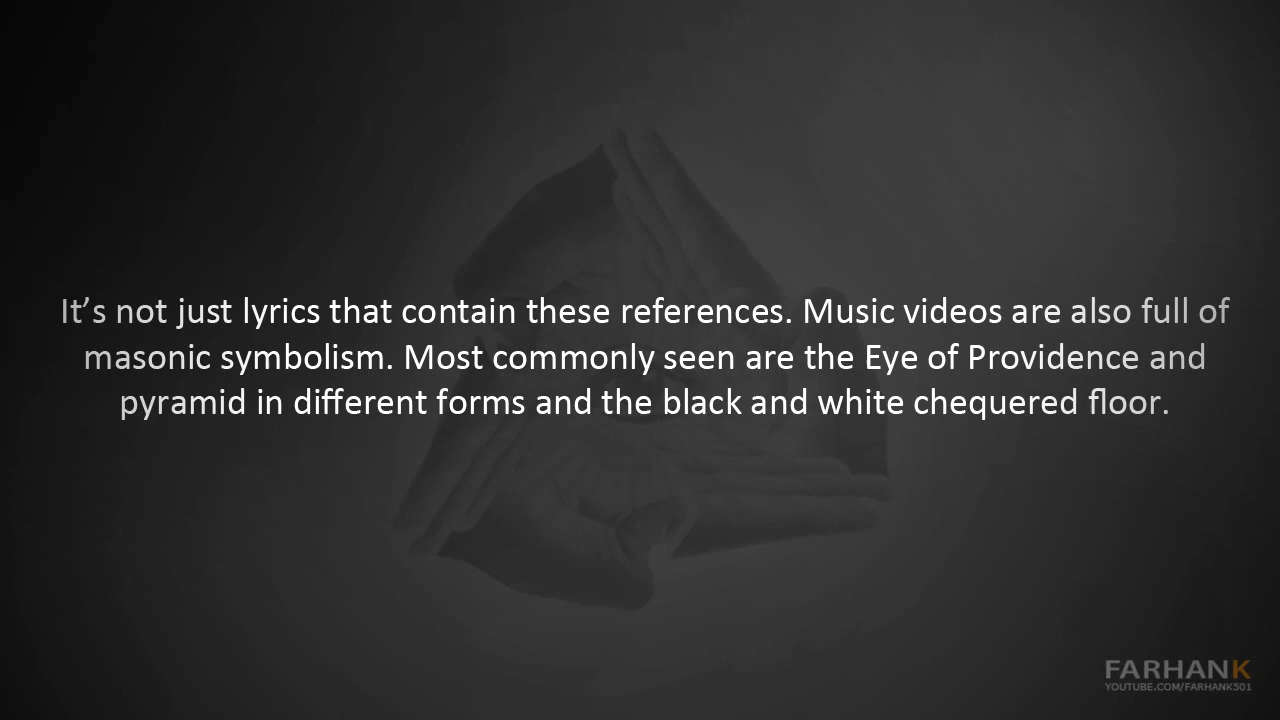 It’s not just lyrics that contain these references. Music videos are also full of
masonic symbolism. Most commonly seen are the Eye of Providence and
pyramid in different forms and the black and white chequered floor.
FARHANK
YOUTUBE.COM/FARHANK501